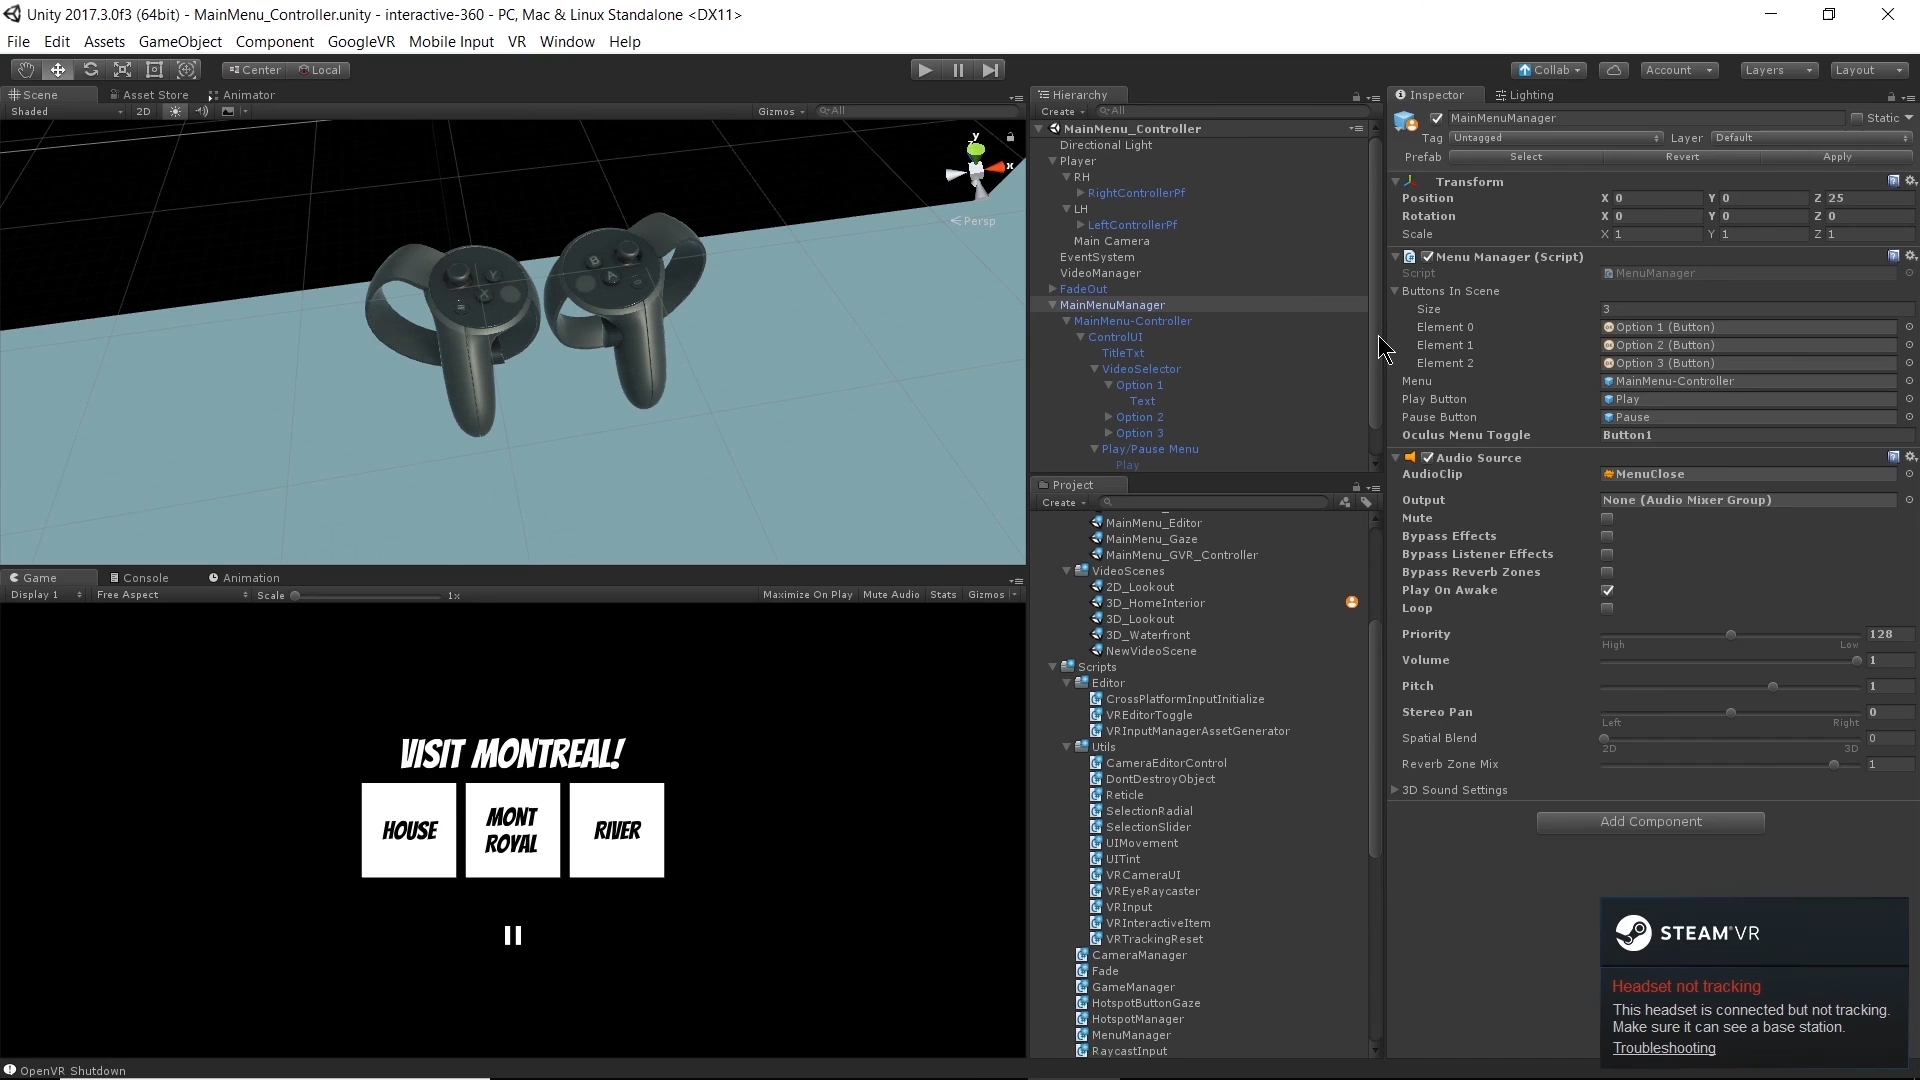 Unity 2017.3.0f3 (64bit) - MainMenu_Controller.unity - interactive-360 - PC, Mac & Linux Standalone <DX11>
File Edit Assets GameObject Component GoogleVR Mobile Input VR Window Help
Center Local Collab Account Layers Layout
Scene Asset Store Animator
Shaded 2D Gizmos All
y
x
Persp
Hierarchy
Create All
MainMenu_Controller
Directional Light
Player
RH
RightControllerPf
LH
LeftControllerPf
Main Camera
EventSystem
VideoManager
FadeOut
MainMenuManager
MainMenu-Controller
ControlUI
TitleTxt
VideoSelector
Option 1
Text
Option 2
Option 3
Play/Pause Menu
Play
Project
Create
MainMenu_Editor
MainMenu_Gaze
MainMenu_GVR_Controller
VideoScenes
2D_Lookout
3D_HomeInterior
3D_Lookout
3D_Waterfront
NewVideoScene
Scripts
Editor
CrossPlatformInputInitialize
VREditorToggle
VRInputManagerAssetGenerator
Utils
CameraEditorControl
DontDestroyObject
Reticle
SelectionRadial
SelectionSlider
UIMovement
UITint
VRCameraUI
VREyeRaycaster
VRInput
VRInteractiveItem
VRTrackingReset
CameraManager
Fade
GameManager
HotspotButtonGaze
HotspotManager
MenuManager
RaycastInput
Inspector Lighting
MainMenuManager Static
Tag Untagged Layer Default
Prefab Select Revert Apply
Transform
Position X 0 Y 0 Z 25
Rotation X 0 Y 0 Z 0
Scale X 1 Y 1 Z 1
Menu Manager (Script)
Script MenuManager
Buttons In Scene
Size 3
Element 0 Option 1 (Button)
Element 1 Option 2 (Button)
Element 2 Option 3 (Button)
Menu MainMenu-Controller
Play Button Play
Pause Button Pause
Oculus Menu Toggle Button1
Audio Source
AudioClip MenuClose
Output None (Audio Mixer Group)
Mute
Bypass Effects
Bypass Listener Effects
Bypass Reverb Zones
Play On Awake
Loop
Priority 128
High Low
Volume 1
Pitch 1
Stereo Pan 0
Left Right
Spatial Blend 0
2D 3D
Reverb Zone Mix 1
3D Sound Settings
Add Component
Game Console Animation
Display 1 Free Aspect Scale 1x Maximize On Play Mute Audio Stats Gizmos
VISIT MONTREAL!
HOUSE
MONT
ROYAL
RIVER
STEAMVR
Headset not tracking
This headset is connected but not tracking.
Make sure it can see a base station.
Troubleshooting
OpenVR Shutdown
Y
X
B
A